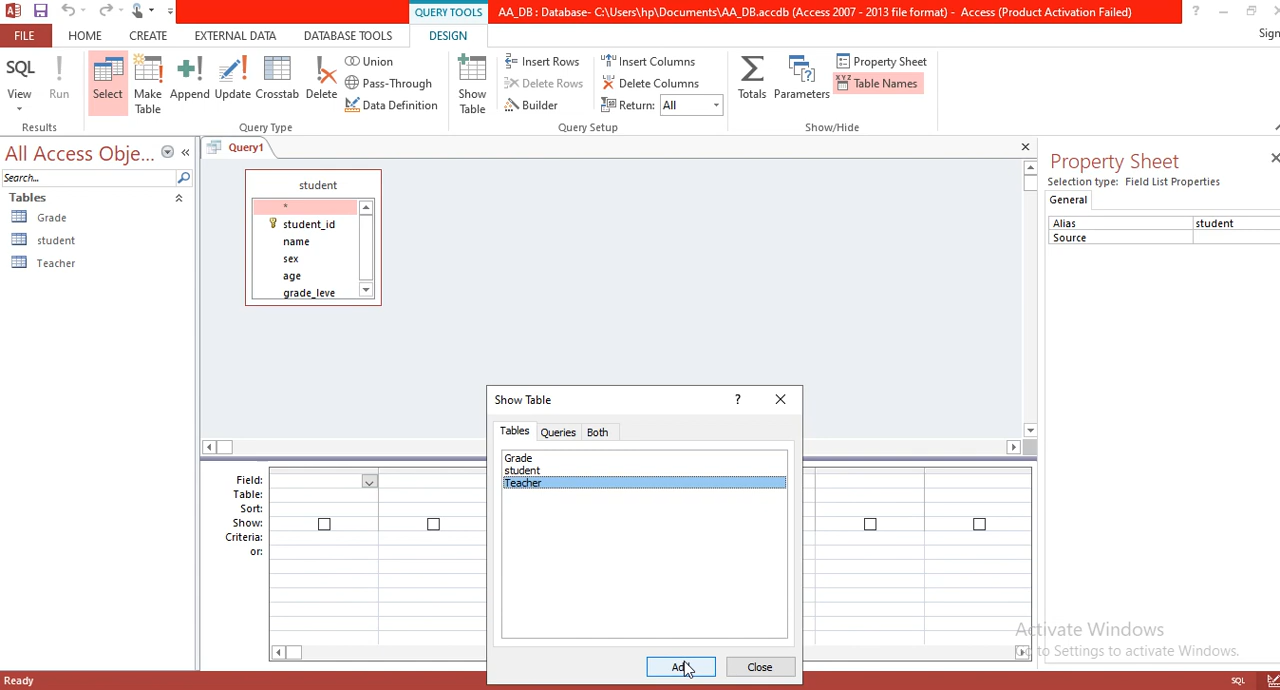 QUERY TOOLS
AA_DB : Database- C:\Users\hp\Documents\AA_DB.accdb (Access 2007 - 2013 file format) - Access (Product Activation Failed)
?
FILE
HOME
CREATE
EXTERNAL DATA
DATABASE TOOLS
DESIGN
Sign
SQL
View
Run
Select
Make Table
Append
Update
Crosstab
Delete
Union
Pass-Through
Data Definition
Show Table
Insert Rows
Delete Rows
Builder
Insert Columns
Delete Columns
Return: All
Totals
Parameters
Property Sheet
Table Names
Results
Query Type
Query Setup
Show/Hide
All Access Obje...
Search...
Tables
Grade
student
Teacher
Query1
student
*
student_id
name
sex
age
grade_leve
Property Sheet
Selection type: Field List Properties
General
Alias student
Source
Show Table
?
Tables
Queries
Both
Grade
student
Teacher
Add
Close
Field:
Table:
Sort:
Show:
Criteria:
or:
Activate Windows
to Settings to activate Windows.
Ready
SQL